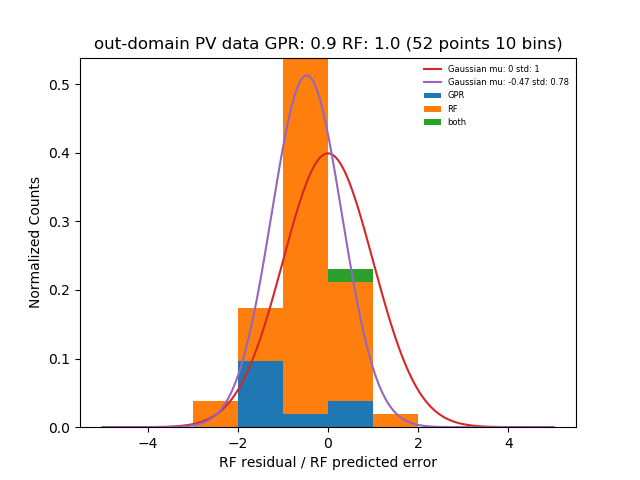 out-domain PV data GPR: 0.9 RF: 1.0 (52 points 10 bins)
Gaussian mu: 0 std: 1
Gaussian mu: -0.47 std: 0.78
GPR
RF
both
Normalized Counts
0.5
0.4
0.3
0.2
0.1
0.0
−4 −2 0 2 4
RF residual / RF predicted error